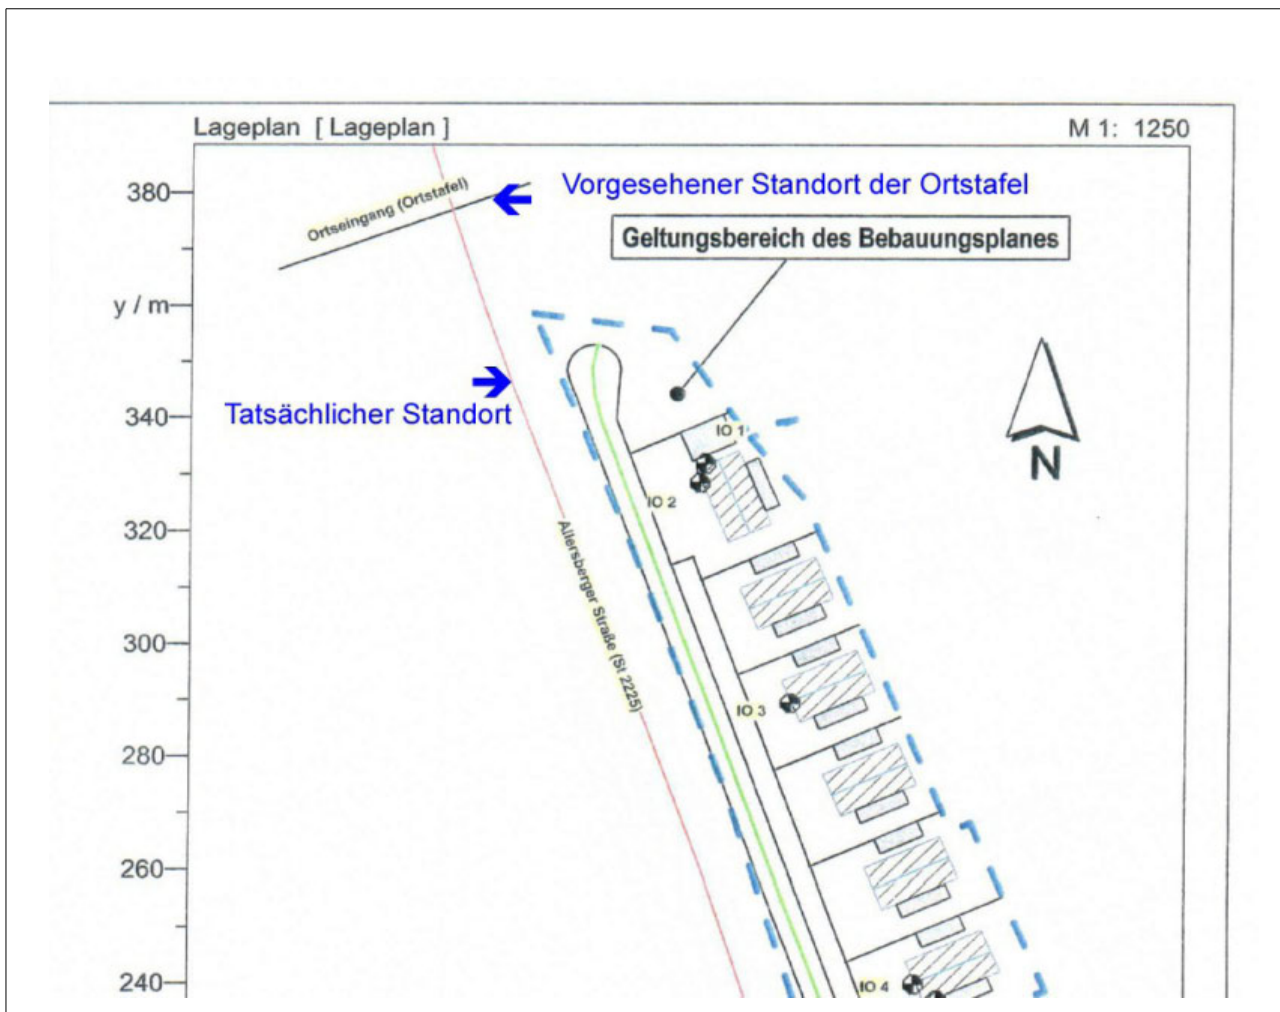 Lageplan [ Lageplan ]
M 1: 1250
380
Ortseingang (Ortstafel)
Vorgesehener Standort der Ortstafel
Geltungsbereich des Bebauungsplanes
y / m
Tatsächlicher Standort
340
IO 1
N
IO 2
320
Allersberger Straße (St 2225)
300
IO 3
280
260
240
IO 4